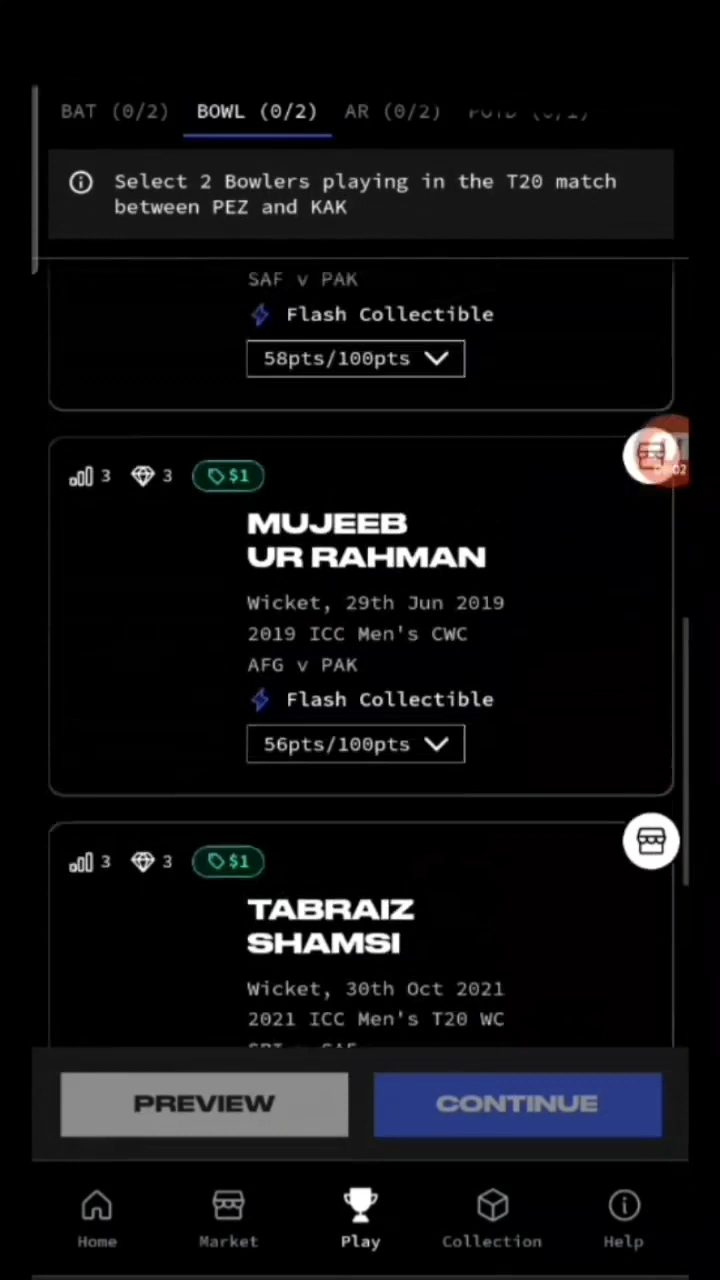 BAT (0/2) BOWL (0/2) AR (0/2)
Select 2 Bowlers playing in the T20 match
between PEZ and KAK
SAF v PAK
Flash Collectible
58pts/100pts
3 3 $1
MUJEEB
UR RAHMAN
Wicket, 29th Jun 2019
2019 ICC Men's CWC
AFG v PAK
Flash Collectible
56pts/100pts
3 3 $1
TABRAIZ
SHAMSI
Wicket, 30th Oct 2021
2021 ICC Men's T20 WC
PREVIEW CONTINUE
Home Market Play Collection Help